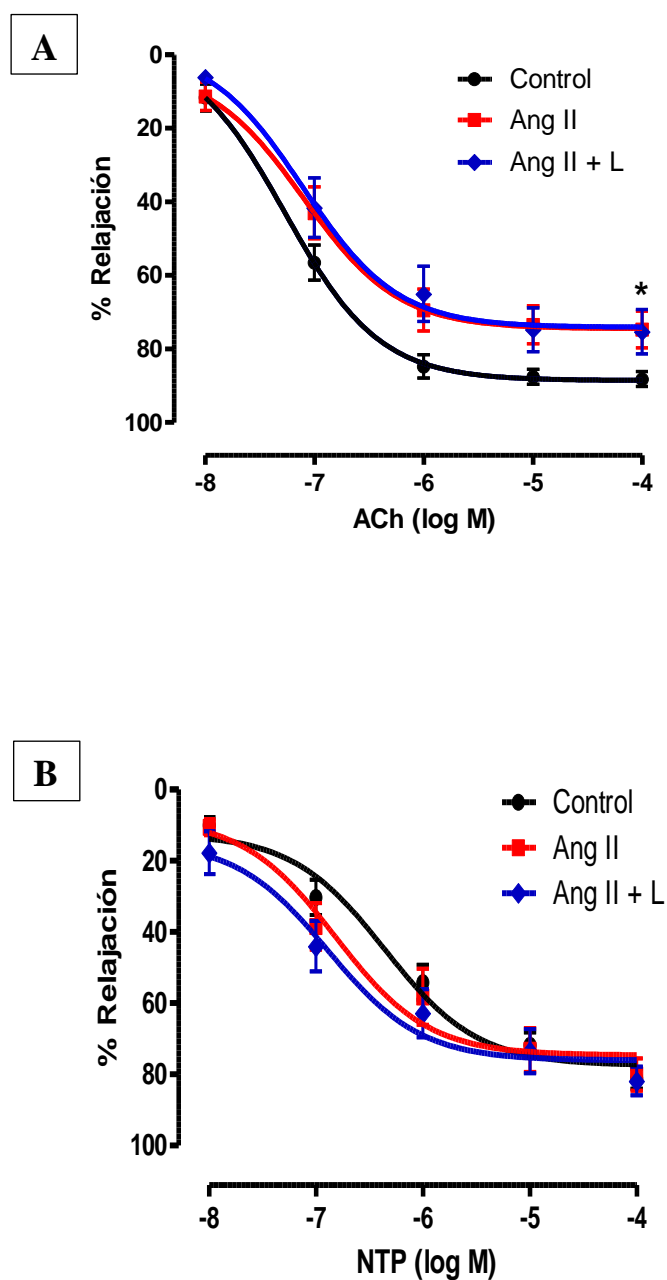 A
Control
Ang II
Ang II + L
% Relajación
0
20
40
60
80
100
*
-8 -7 -6 -5 -4
ACh (log M)
B
Control
Ang II
Ang II + L
% Relajación
0
20
40
60
80
100
-8 -7 -6 -5 -4
NTP (log M)